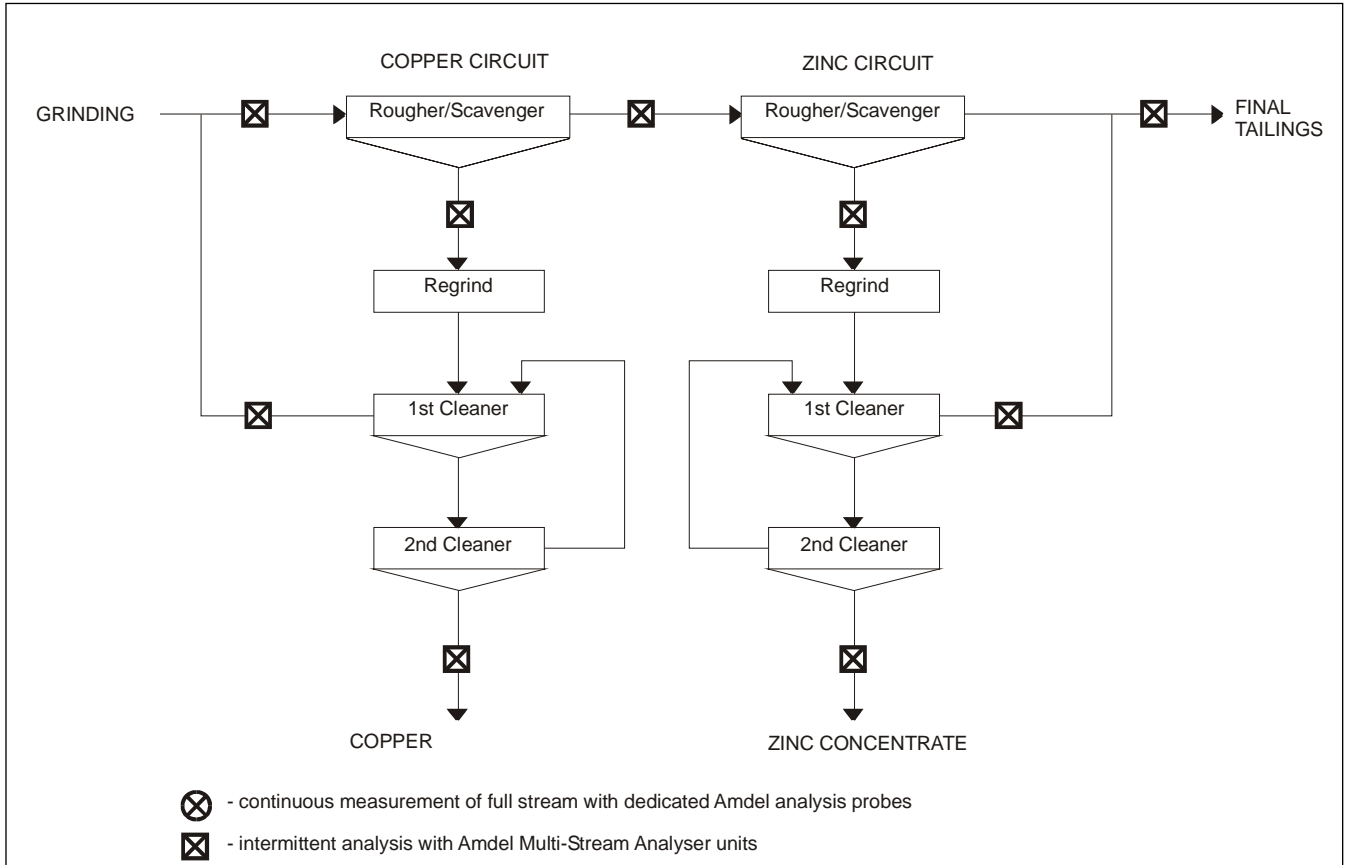 COPPER CIRCUIT
ZINC CIRCUIT
GRINDING
Rougher/Scavenger
Rougher/Scavenger
FINAL
TAILINGS
Regrind
Regrind
1st Cleaner
1st Cleaner
2nd Cleaner
2nd Cleaner
COPPER
ZINC CONCENTRATE
- continuous measurement of full stream with dedicated Amdel analysis probes
- intermittent analysis with Amdel Multi-Stream Analyser units